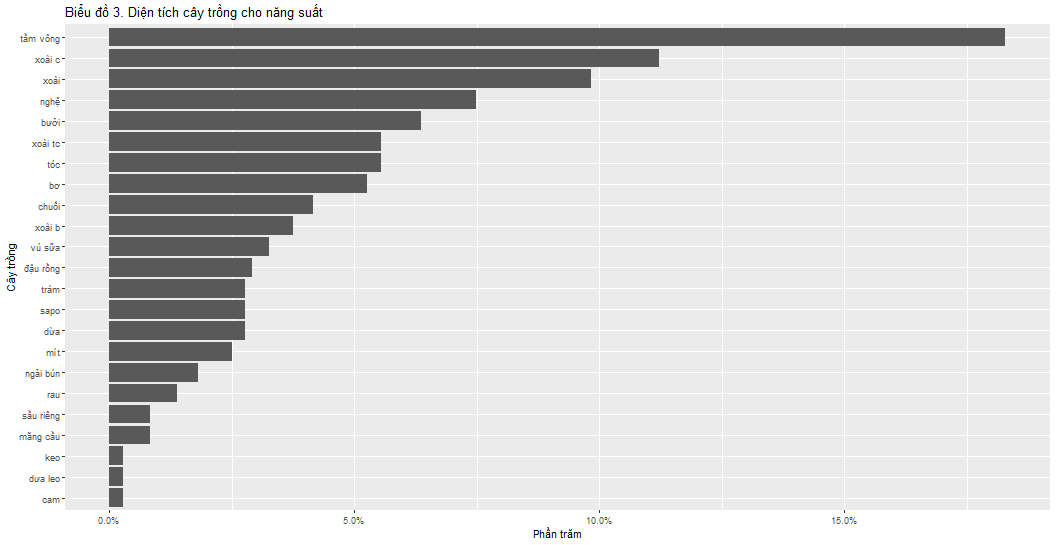 Biểu đồ 3. Diện tích cây trồng cho năng suất
tầm vông
xoài c
xoài
nghệ
bưởi
xoài tc
tóc
bơ
chuối
xoài b
vú sữa
đậu rồng
trầm
sapo
dừa
mít
ngải bún
rau
sầu riêng
mãng cầu
keo
dưa leo
cam
Cây trồng
0.0%
5.0%
10.0%
15.0%
Phần trăm